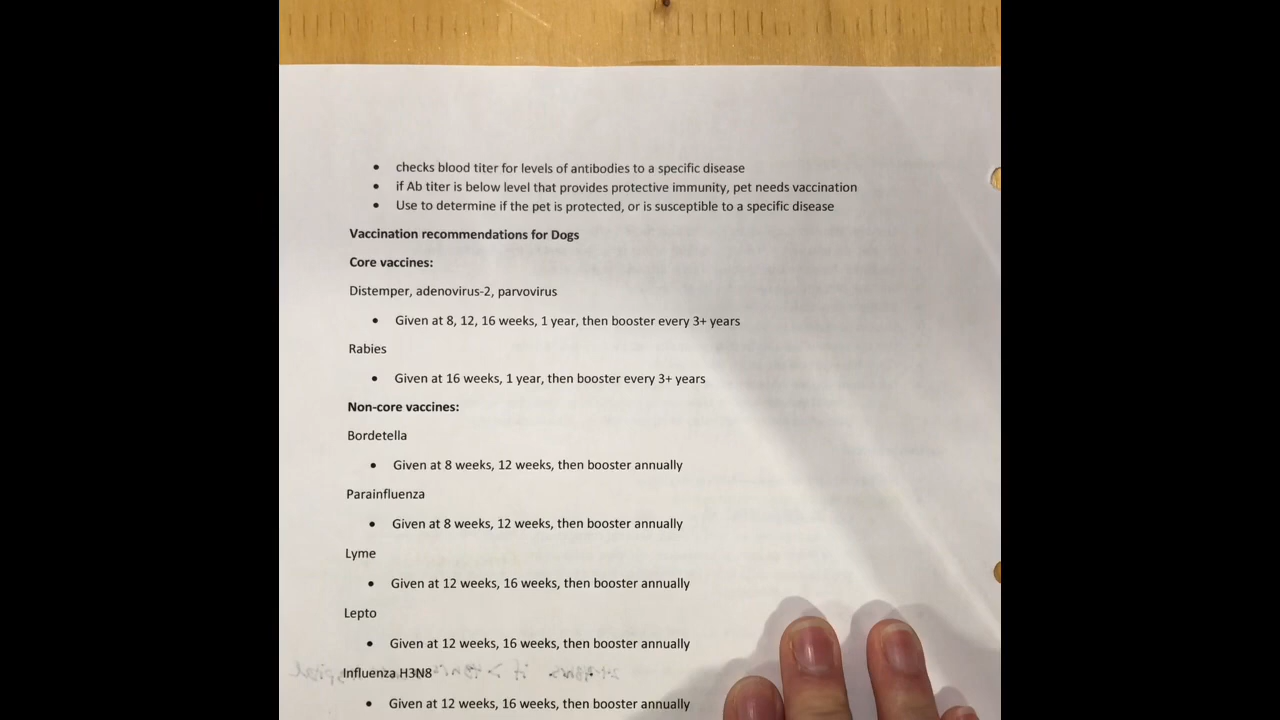 • checks blood titer for levels of antibodies to a specific disease
• if Ab titer is below level that provides protective immunity, pet needs vaccination
• Use to determine if the pet is protected, or is susceptible to a specific disease
Vaccination recommendations for Dogs
Core vaccines:
Distemper, adenovirus-2, parvovirus
• Given at 8, 12, 16 weeks, 1 year, then booster every 3+ years
Rabies
• Given at 16 weeks, 1 year, then booster every 3+ years
Non-core vaccines:
Bordetella
• Given at 8 weeks, 12 weeks, then booster annually
Parainfluenza
• Given at 8 weeks, 12 weeks, then booster annually
Lyme
• Given at 12 weeks, 16 weeks, then booster annually
Lepto
• Given at 12 weeks, 16 weeks, then booster annually
Influenza H3N8
• Given at 12 weeks, 16 weeks, then booster annually